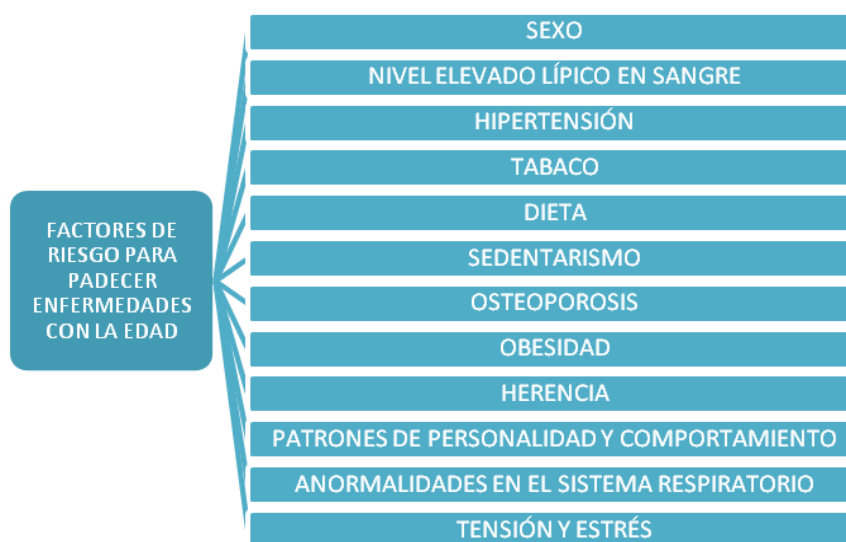 FACTORES DE
RIESGO PARA
PADECER
ENFERMEDADES
CON LA EDAD
SEXO
NIVEL ELEVADO LÍPICO EN SANGRE
HIPERTENSIÓN
TABACO
DIETA
SEDENTARISMO
OSTEOPOROSIS
OBESIDAD
HERENCIA
PATRONES DE PERSONALIDAD Y COMPORTAMIENTO
ANORMALIDADES EN EL SISTEMA RESPIRATORIO
TENSIÓN Y ESTRÉS